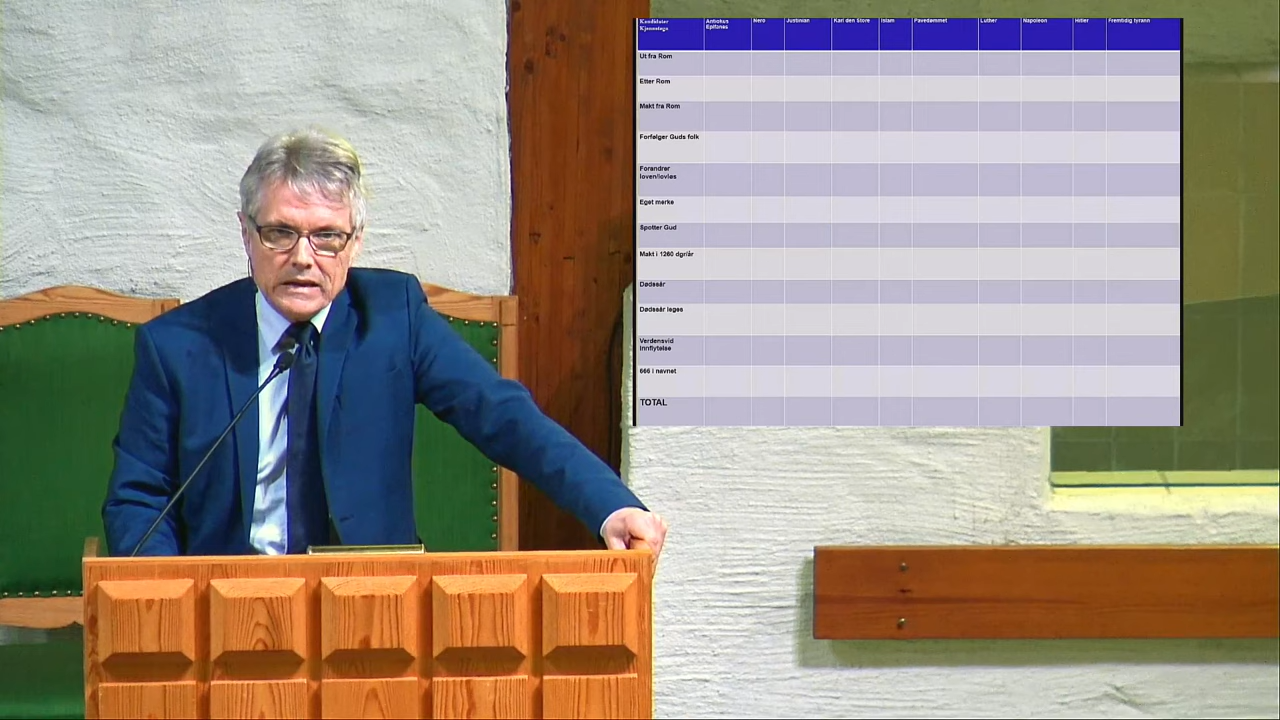 Kandidater
Kjennetegn
Antiokus
Epifanes
Nero
Justinian
Karl den Store
Islam
Pavedømmet
Luther
Napoleon
Hitler
Fremtidig tyrann
Ut fra Rom
Etter Rom
Makt fra Rom
Forfølger Guds folk
Forandrer
loven/lovløs
Eget merke
Spotter Gud
Makt i 1260 dgr/år
Dødssår
Dødssår leges
Verdensvid
innflytelse
666 i navnet
TOTAL